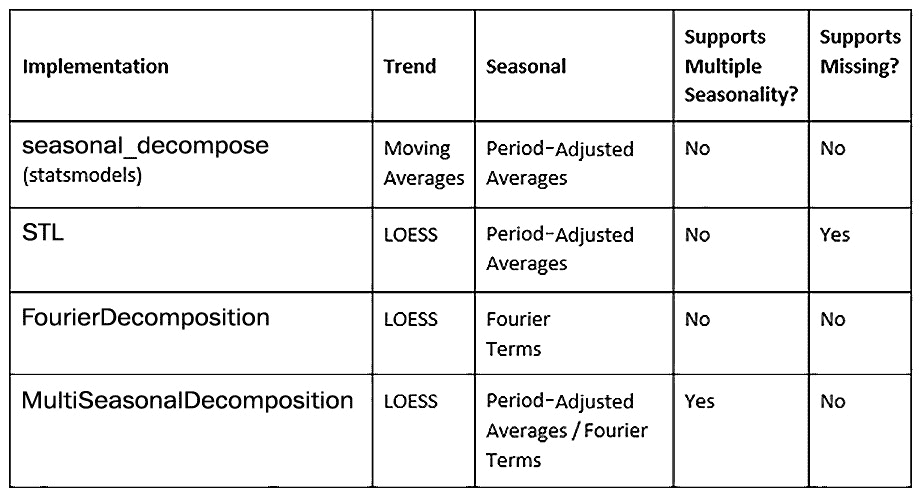 Implementation
Trend
Seasonal
Supports
Multiple
Seasonality?
Supports
Missing?
seasonal_decompose
(statsmodels)
Moving
Averages
Period-Adjusted
Averages
No
No
STL
LOESS
Period-Adjusted
Averages
No
Yes
FourierDecomposition
LOESS
Fourier
Terms
No
No
MultiSeasonalDecomposition
LOESS
Period-Adjusted
Averages / Fourier
Terms
Yes
No